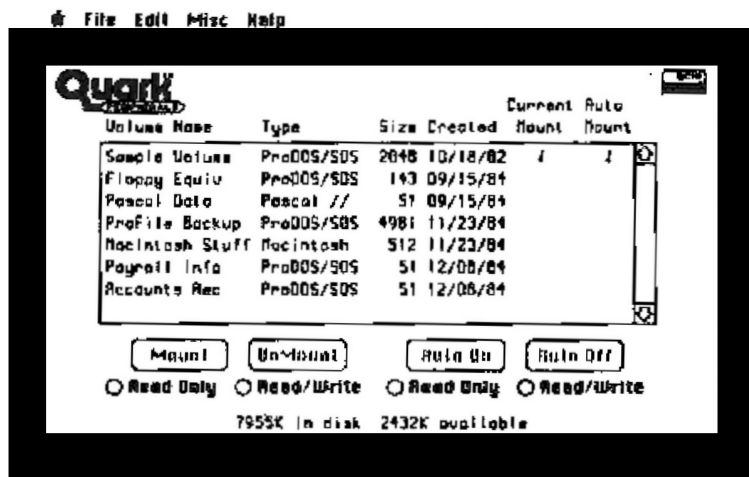 File Edit Misc Help
Quark
PERIPHERALS
Current Auto
Volume Name Type Size Created Mount Mount
Sample Volume ProDOS/SOS 2048 10/18/82
Floppy Equiv ProDOS/SOS 143 09/15/84
Pascal Data Pascal // 51 09/15/84
ProFile Backup ProDOS/SOS 4981 11/23/84
Macintosh Stuff Macintosh 512 11/23/84
Payroll Info ProDOS/SOS 51 12/08/84
Accounts Rec ProDOS/SOS 51 12/08/84
Mount UnMount Auto On Auto Off
Read Only Read/Write Read Only Read/Write
7955K in disk 2432K available